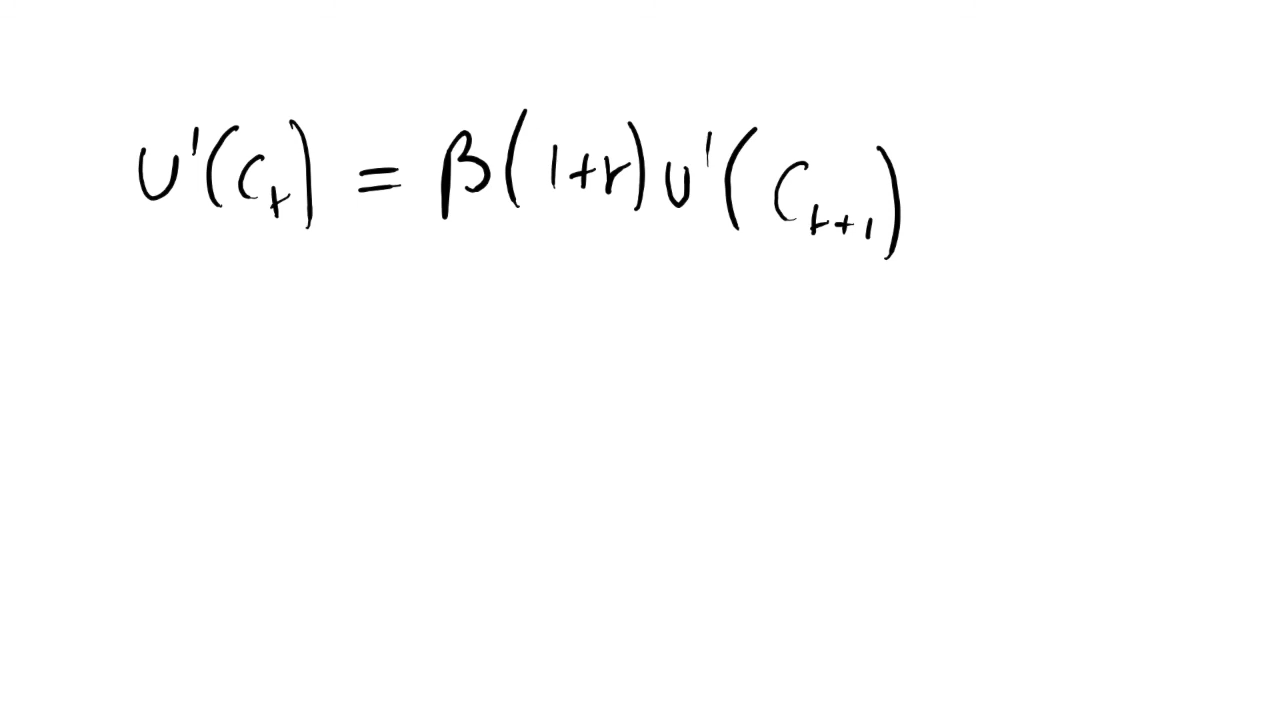 U'(C_t) = β(1+r)U'(C_{t+1})